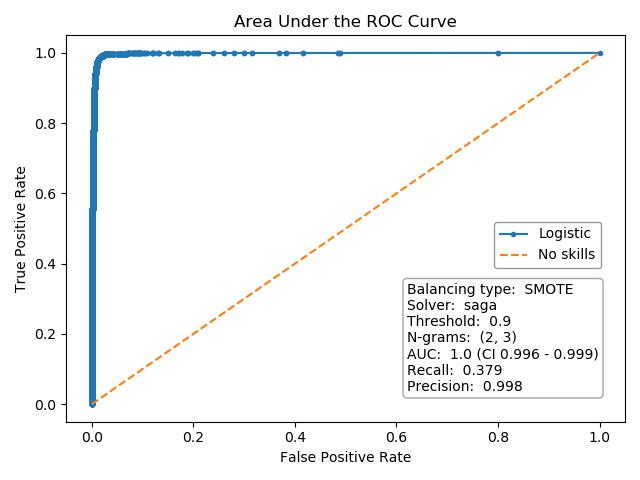 Area Under the ROC Curve
True Positive Rate
1.0
0.8
0.6
0.4
0.2
0.0
Logistic
No skills
Balancing type: SMOTE
Solver: saga
Threshold: 0.9
N-grams: (2, 3)
AUC: 1.0 (CI 0.996 - 0.999)
Recall: 0.379
Precision: 0.998
0.0 0.2 0.4 0.6 0.8 1.0
False Positive Rate